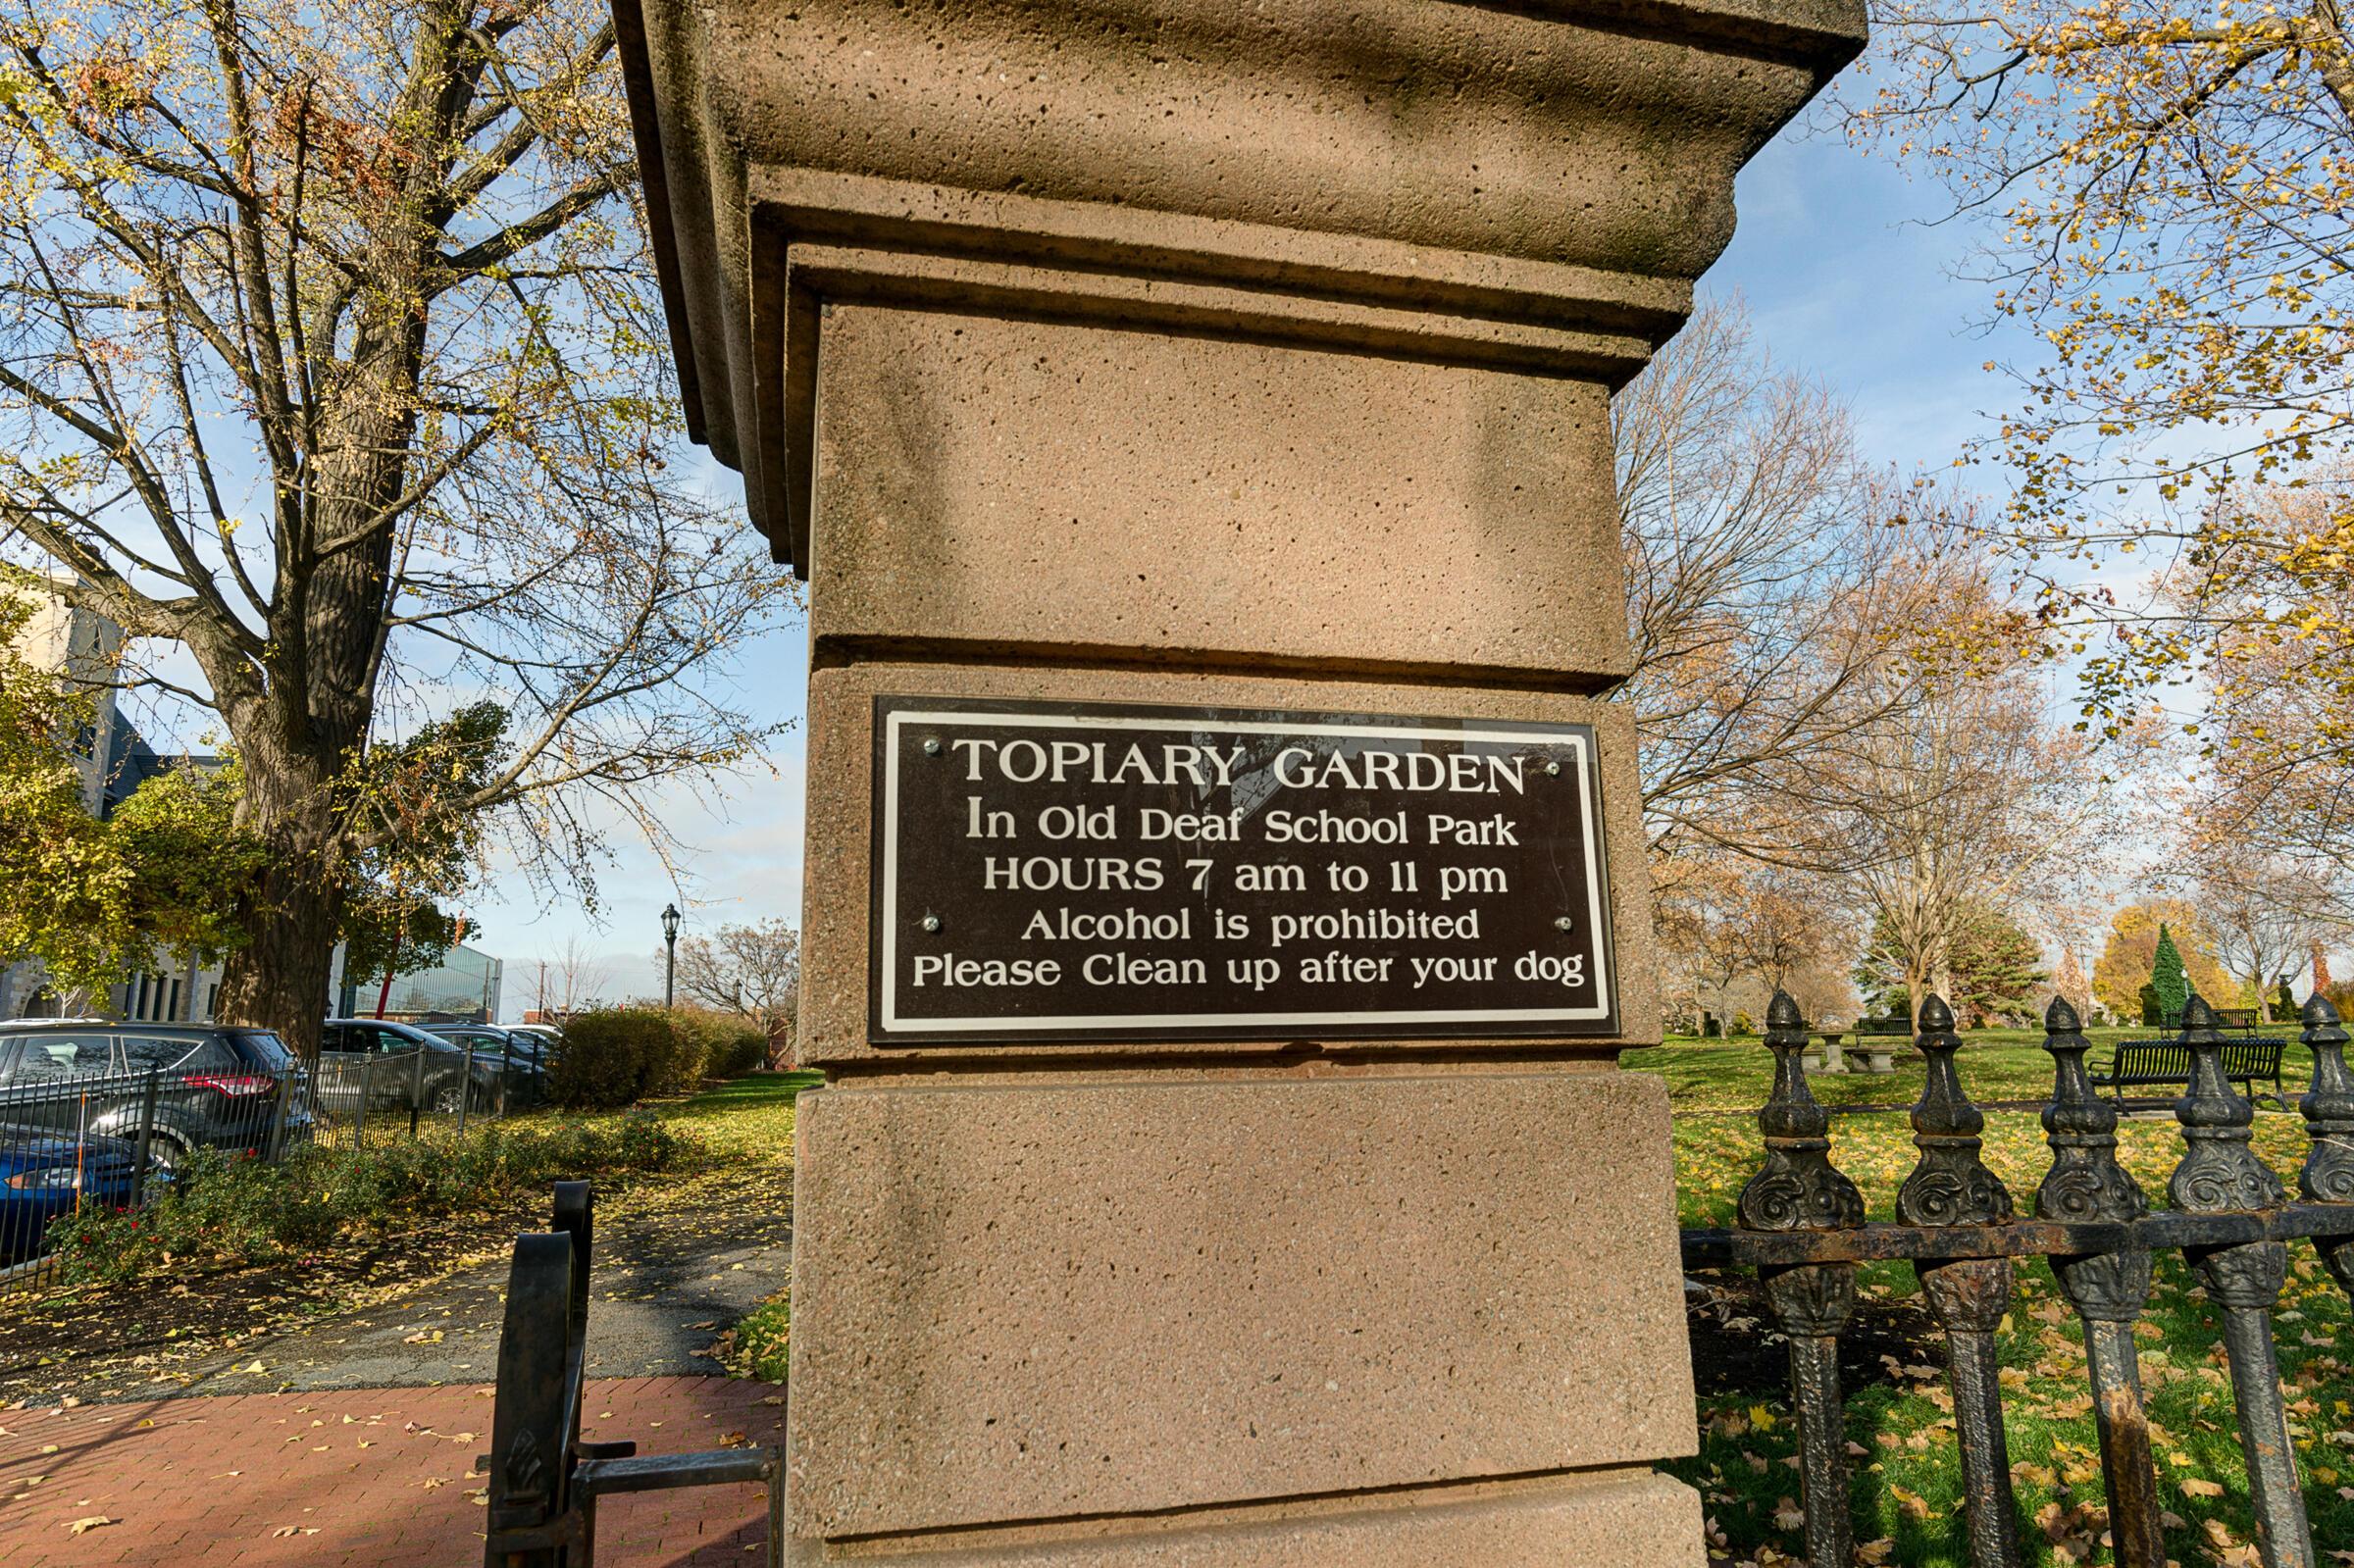 TOPIARY GARDEN
In Old Deaf School Park
HOURS 7 am to 11 pm
Alcohol is prohibited
Please Clean up after your dog